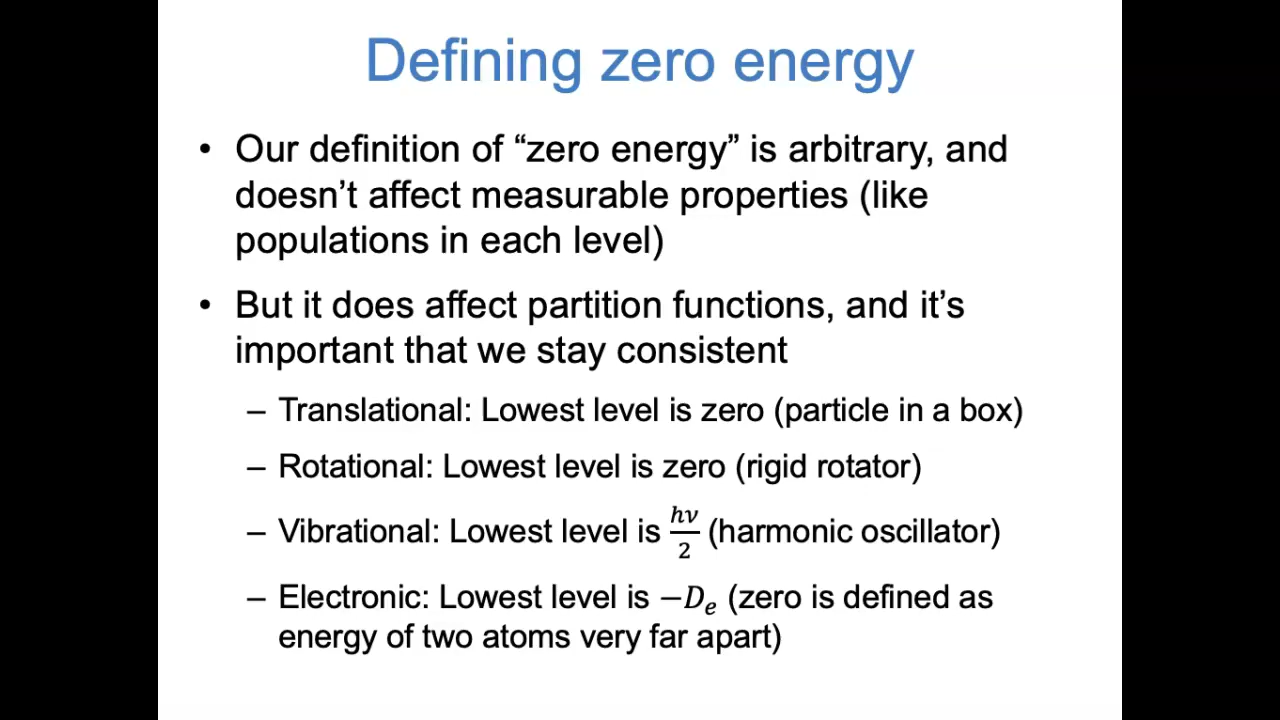 Defining zero energy
• Our definition of “zero energy” is arbitrary, and
doesn’t affect measurable properties (like
populations in each level)
• But it does affect partition functions, and it’s
important that we stay consistent
– Translational: Lowest level is zero (particle in a box)
– Rotational: Lowest level is zero (rigid rotator)
– Vibrational: Lowest level is hν/2 (harmonic oscillator)
– Electronic: Lowest level is −Dₑ (zero is defined as
energy of two atoms very far apart)